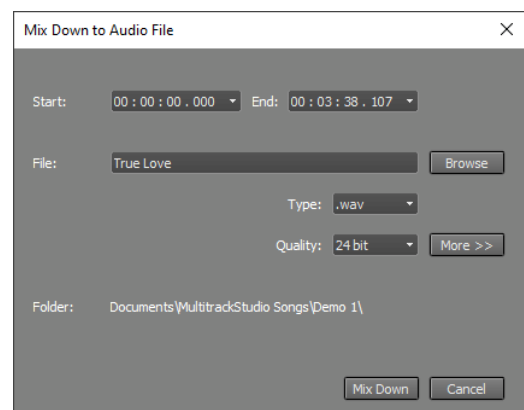 Mix Down to Audio File
Start: 00 : 00 : 00 . 000 End: 00 : 03 : 38 . 107
File: True Love Browse
Type: .wav
Quality: 24 bit More >>
Folder: Documents\MultitrackStudio Songs\Demo 1\
Mix Down Cancel